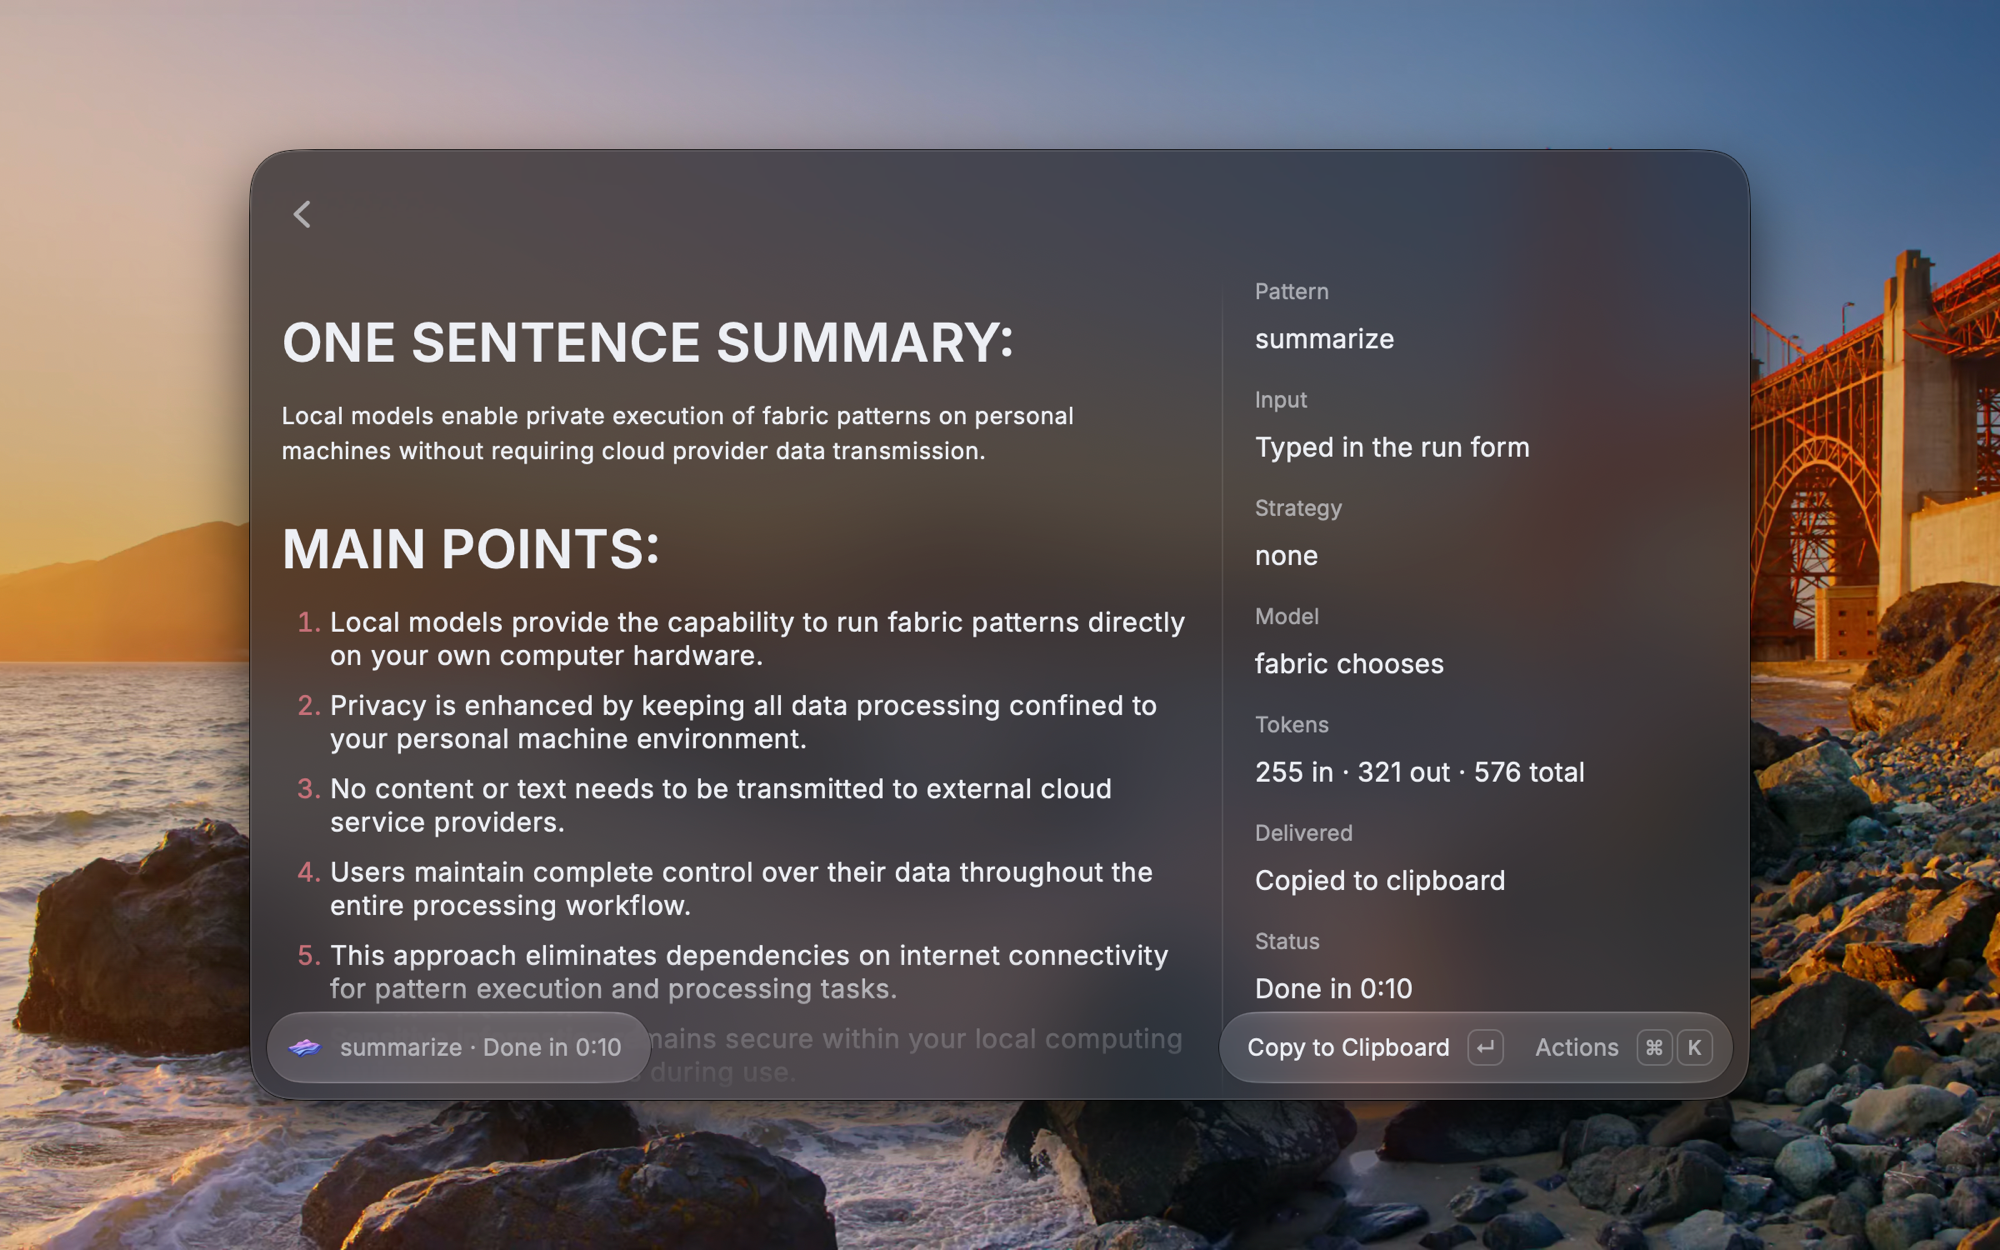 ONE SENTENCE SUMMARY:
Local models enable private execution of fabric patterns on personal
machines without requiring cloud provider data transmission.
MAIN POINTS:
1. Local models provide the capability to run fabric patterns directly
on your own computer hardware.
2. Privacy is enhanced by keeping all data processing confined to
your personal machine environment.
3. No content or text needs to be transmitted to external cloud
service providers.
4. Users maintain complete control over their data throughout the
entire processing workflow.
5. This approach eliminates dependencies on internet connectivity
for pattern execution and processing tasks.
secure within your local computing
during use.
summarize · Done in 0:10
Pattern
summarize
Input
Typed in the run form
Strategy
none
Model
fabric chooses
Tokens
255 in · 321 out · 576 total
Delivered
Copied to clipboard
Status
Done in 0:10
Copy to Clipboard ↵ Actions ⌘ K